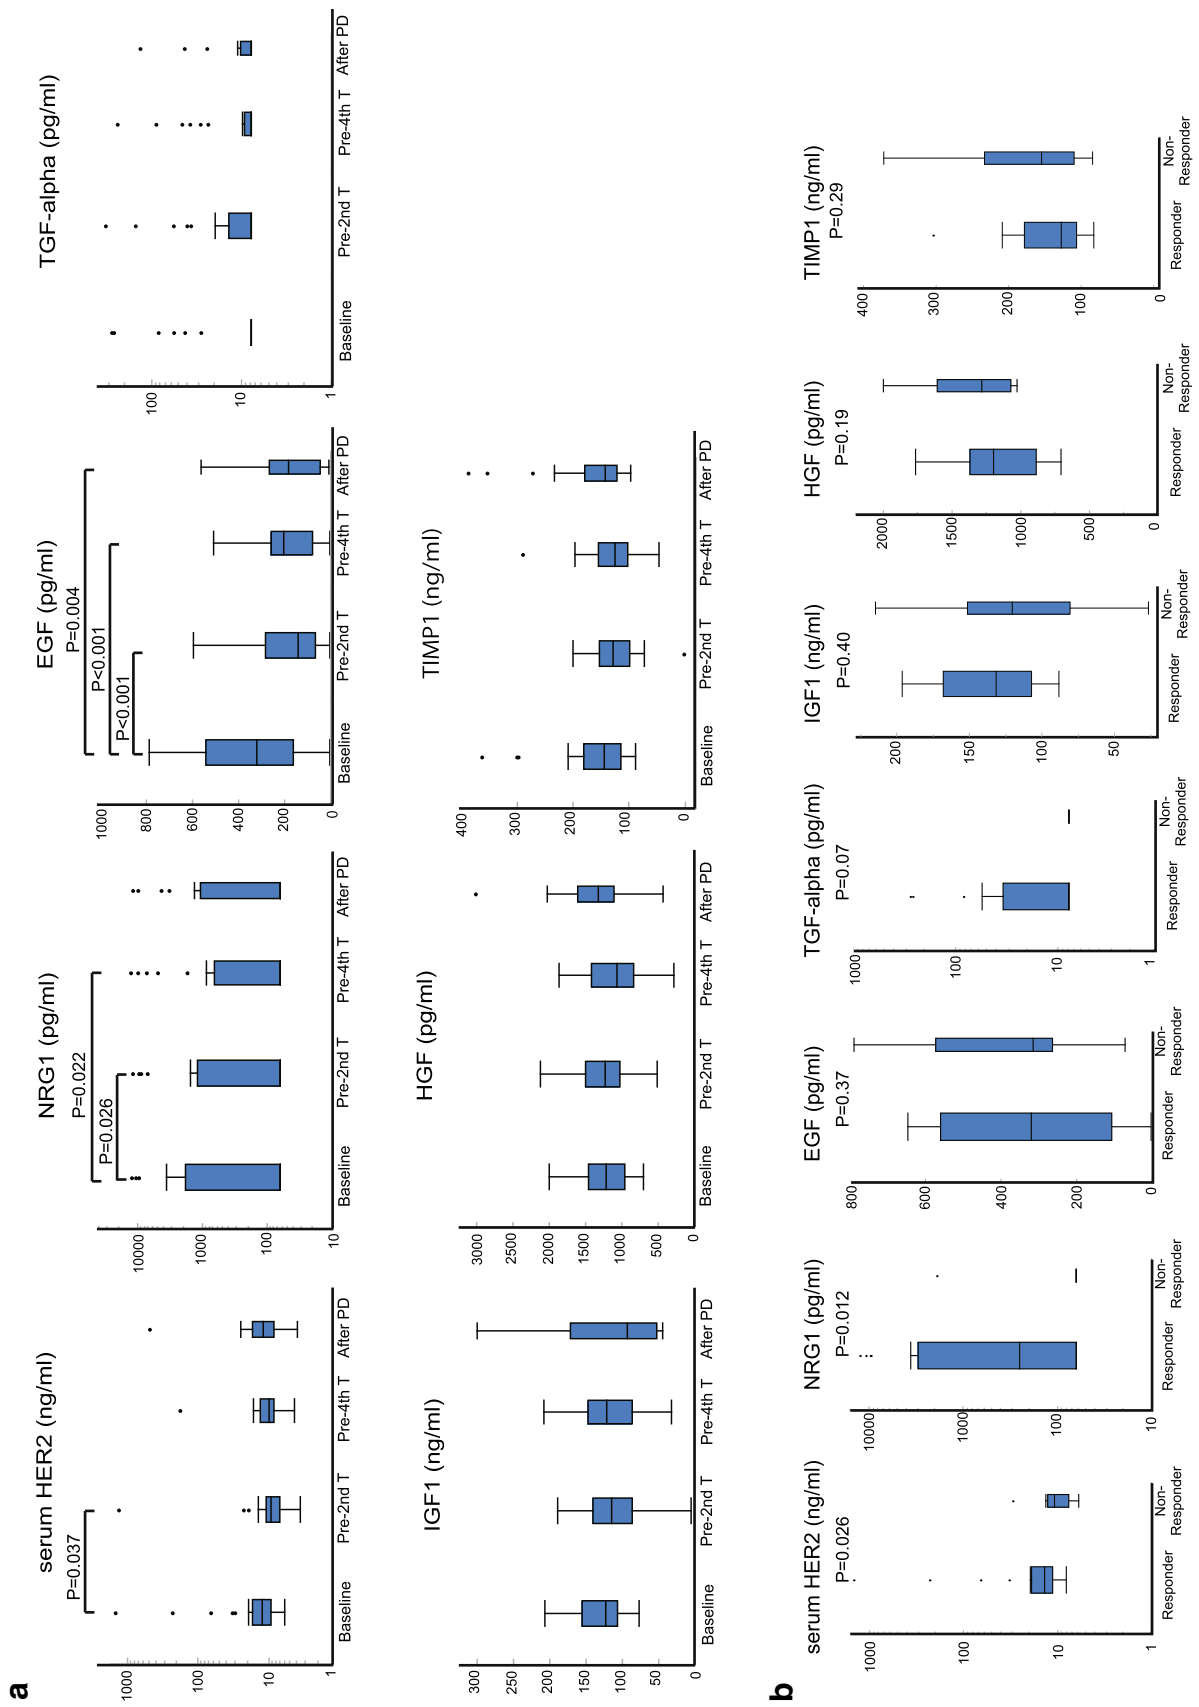 a
serum HER2 (ng/ml)
P=0.037
1000
100
10
1
Baseline
Pre-2nd T
Pre-4th T
After PD
NRG1 (pg/ml)
P=0.022
P=0.026
10000
1000
100
10
Baseline
Pre-2nd T
Pre-4th T
After PD
EGF (pg/ml)
P=0.004
P<0.001
P<0.001
1000
800
600
400
200
0
Baseline
Pre-2nd T
Pre-4th T
After PD
TGF-alpha (pg/ml)
100
10
1
Baseline
Pre-2nd T
Pre-4th T
After PD
IGF1 (ng/ml)
300
250
200
150
100
50
0
Baseline
Pre-2nd T
Pre-4th T
After PD
HGF (pg/ml)
3000
2500
2000
1500
1000
500
0
Baseline
Pre-2nd T
Pre-4th T
After PD
TIMP1 (ng/ml)
400
300
200
100
0
Baseline
Pre-2nd T
Pre-4th T
After PD
b
serum HER2 (ng/ml)
P=0.026
1000
100
10
1
Responder
Non-
Responder
NRG1 (pg/ml)
P=0.012
10000
1000
100
10
Responder
Non-
Responder
EGF (pg/ml)
P=0.37
800
600
400
200
0
Responder
Non-
Responder
TGF-alpha (pg/ml)
P=0.07
1000
100
10
1
Responder
Non-
Responder
IGF1 (ng/ml)
P=0.40
200
150
100
50
Responder
Non-
Responder
HGF (pg/ml)
P=0.19
2000
1500
1000
500
0
Responder
Non-
Responder
TIMP1 (ng/ml)
P=0.29
400
300
200
100
0
Responder
Non-
Responder